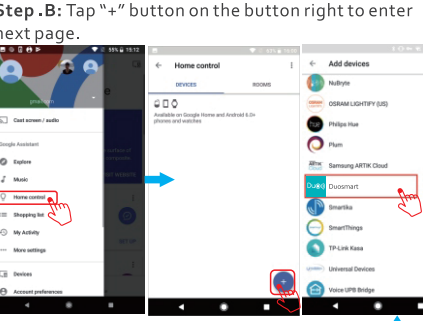 Step .B: Tap “+” button on the button right to enter
next page.
55% 15:12
Cast screen / audio
Google Assistant
Explore
Music
Home control
Shopping list
My Activity
More settings
Devices
Account preferences
Home control
DEVICES
ROOMS
Available on Google Home and Android 6.0+
phones and watches
+
Add devices
NuBryte
OSRAM LIGHTIFY (US)
Philips Hue
Plum
Samsung ARTIK Cloud
Duosmart
Smartika
SmartThings
TP-Link Kasa
Universal Devices
Voice UPB Bridge